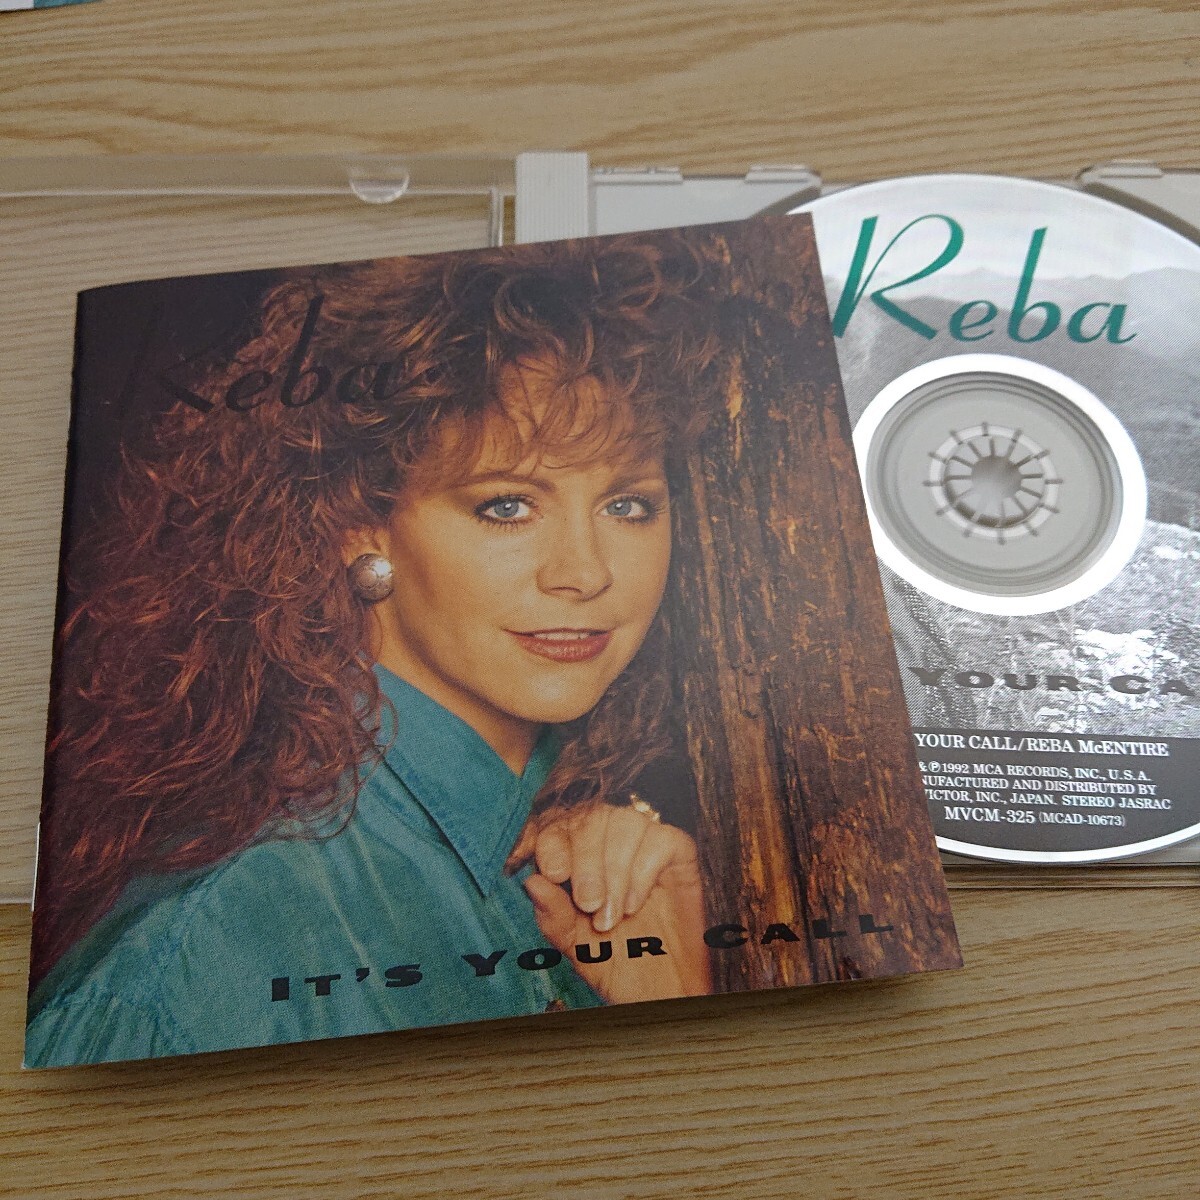 Reba
IT'S YOUR CALL
Reba
YOUR CA
YOUR CALL/REBA McENTIRE
& ℗1992 MCA RECORDS, INC., U.S.A.
NUFACTURED AND DISTRIBUTED BY
VICTOR, INC., JAPAN. STEREO JASRAC
MVCM-325 (MCAD-10673)